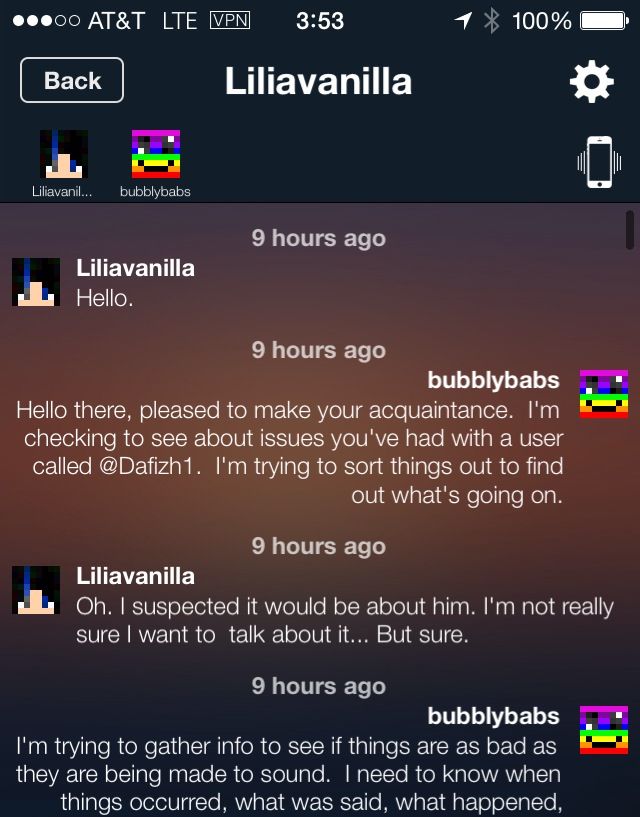 AT&T LTE VPN 3:53 100%
Back Liliavanilla
Liliavanil... bubblybabs
9 hours ago
Liliavanilla
Hello.
9 hours ago
bubblybabs
Hello there, pleased to make your acquaintance.  I'm
checking to see about issues you've had with a user
called @Dafizh1.  I'm trying to sort things out to find
out what's going on.
9 hours ago
Liliavanilla
Oh. I suspected it would be about him. I'm not really
sure I want to  talk about it... But sure.
9 hours ago
bubblybabs
I'm trying to gather info to see if things are as bad as
they are being made to sound.  I need to know when
things occurred, what was said, what happened,